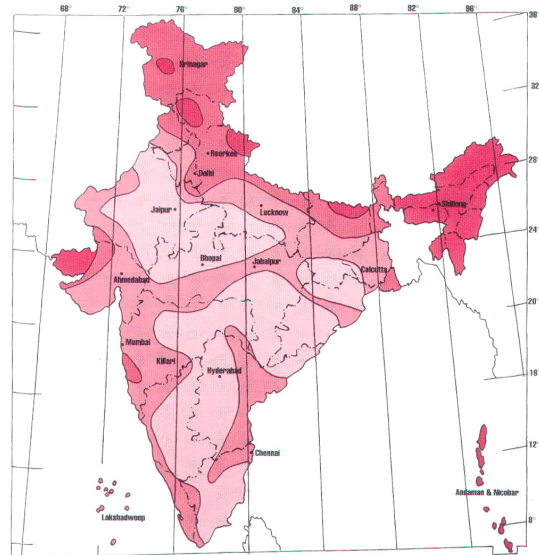 68° 72° 76° 80° 84° 88° 92° 96° 36°
Srinagar
32°
Roorkee
28°
Delhi
Jaipur Lucknow Shillong
24°
Bhopal Jabalpur Calcutta
Ahmedabad
20°
Mumbai
Killari Hyderabad
16°
Chennai
12°
Andaman & Nicobar
Lakshadweep
8°